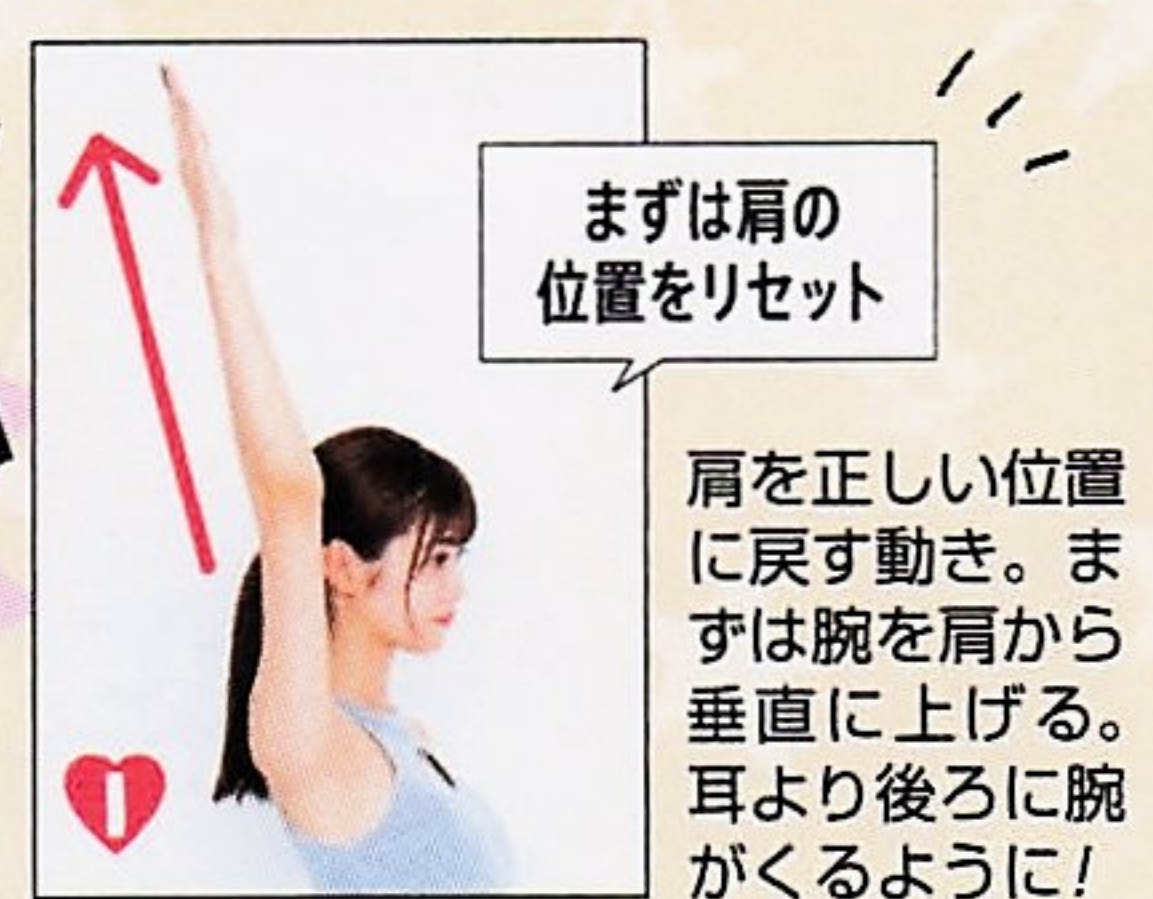 まずは肩の
位置をリセット
肩を正しい位置
に戻す動き。ま
ずは腕を肩から
垂直に上げる。
耳より後ろに腕
がくるように!
1